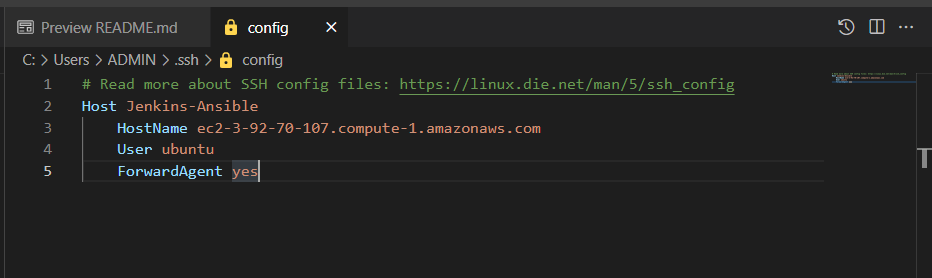 Preview README.md config
C: > Users > ADMIN > .ssh > config
1 # Read more about SSH config files: https://linux.die.net/man/5/ssh_config
2 Host Jenkins-Ansible
3 HostName ec2-3-92-70-107.compute-1.amazonaws.com
4 User ubuntu
5 ForwardAgent yes